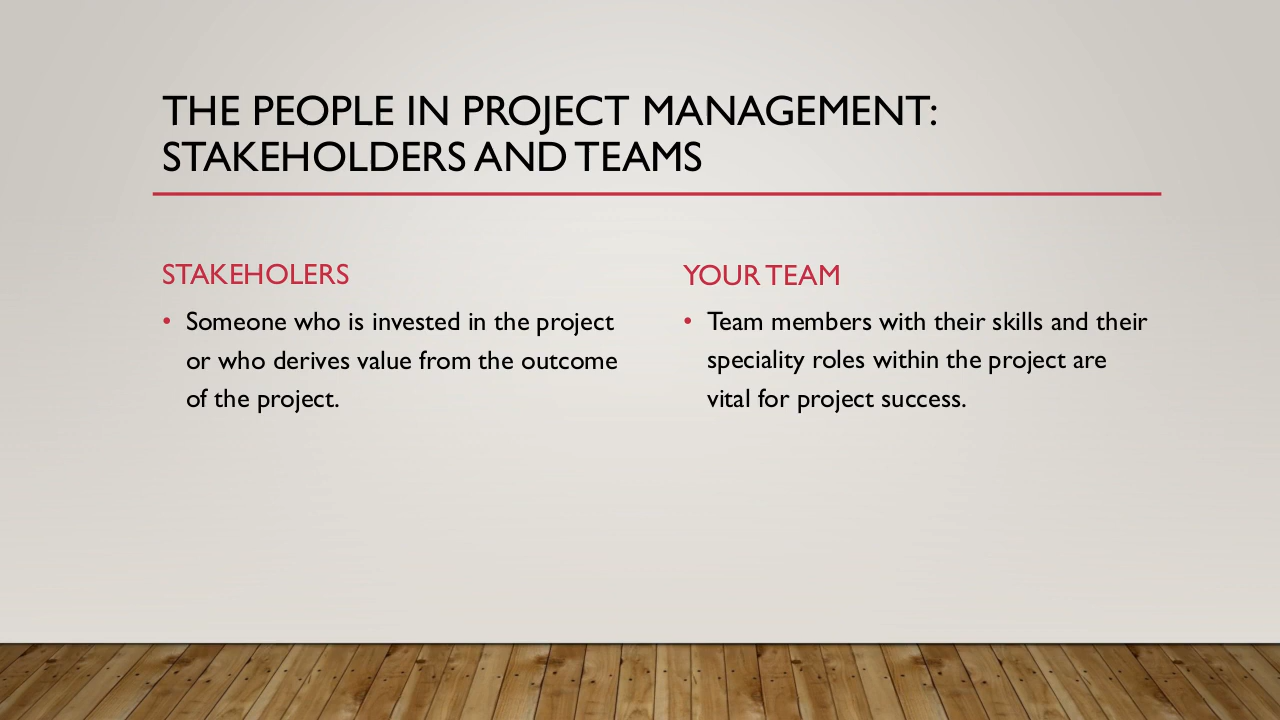 THE PEOPLE IN PROJECT MANAGEMENT:
STAKEHOLDERS AND TEAMS
STAKEHOLERS
• Someone who is invested in the project
or who derives value from the outcome
of the project.
YOUR TEAM
• Team members with their skills and their
speciality roles within the project are
vital for project success.